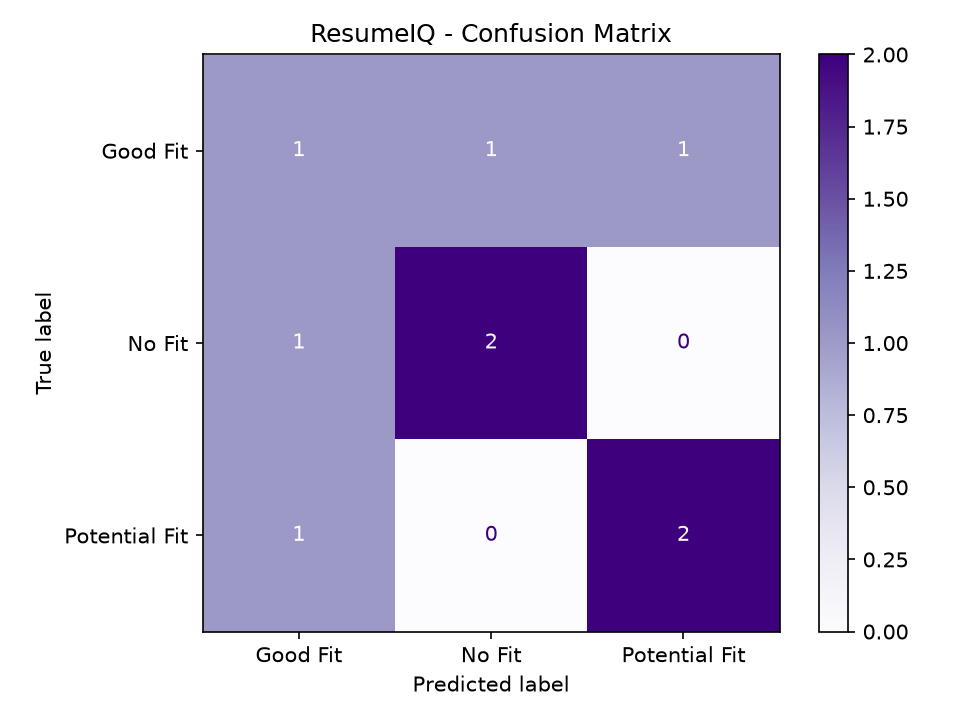 ResumeIQ - Confusion Matrix
True label
Good Fit 1 1 1
No Fit 1 2 0
Potential Fit 1 0 2
Good Fit No Fit Potential Fit
Predicted label
2.00
1.75
1.50
1.25
1.00
0.75
0.50
0.25
0.00